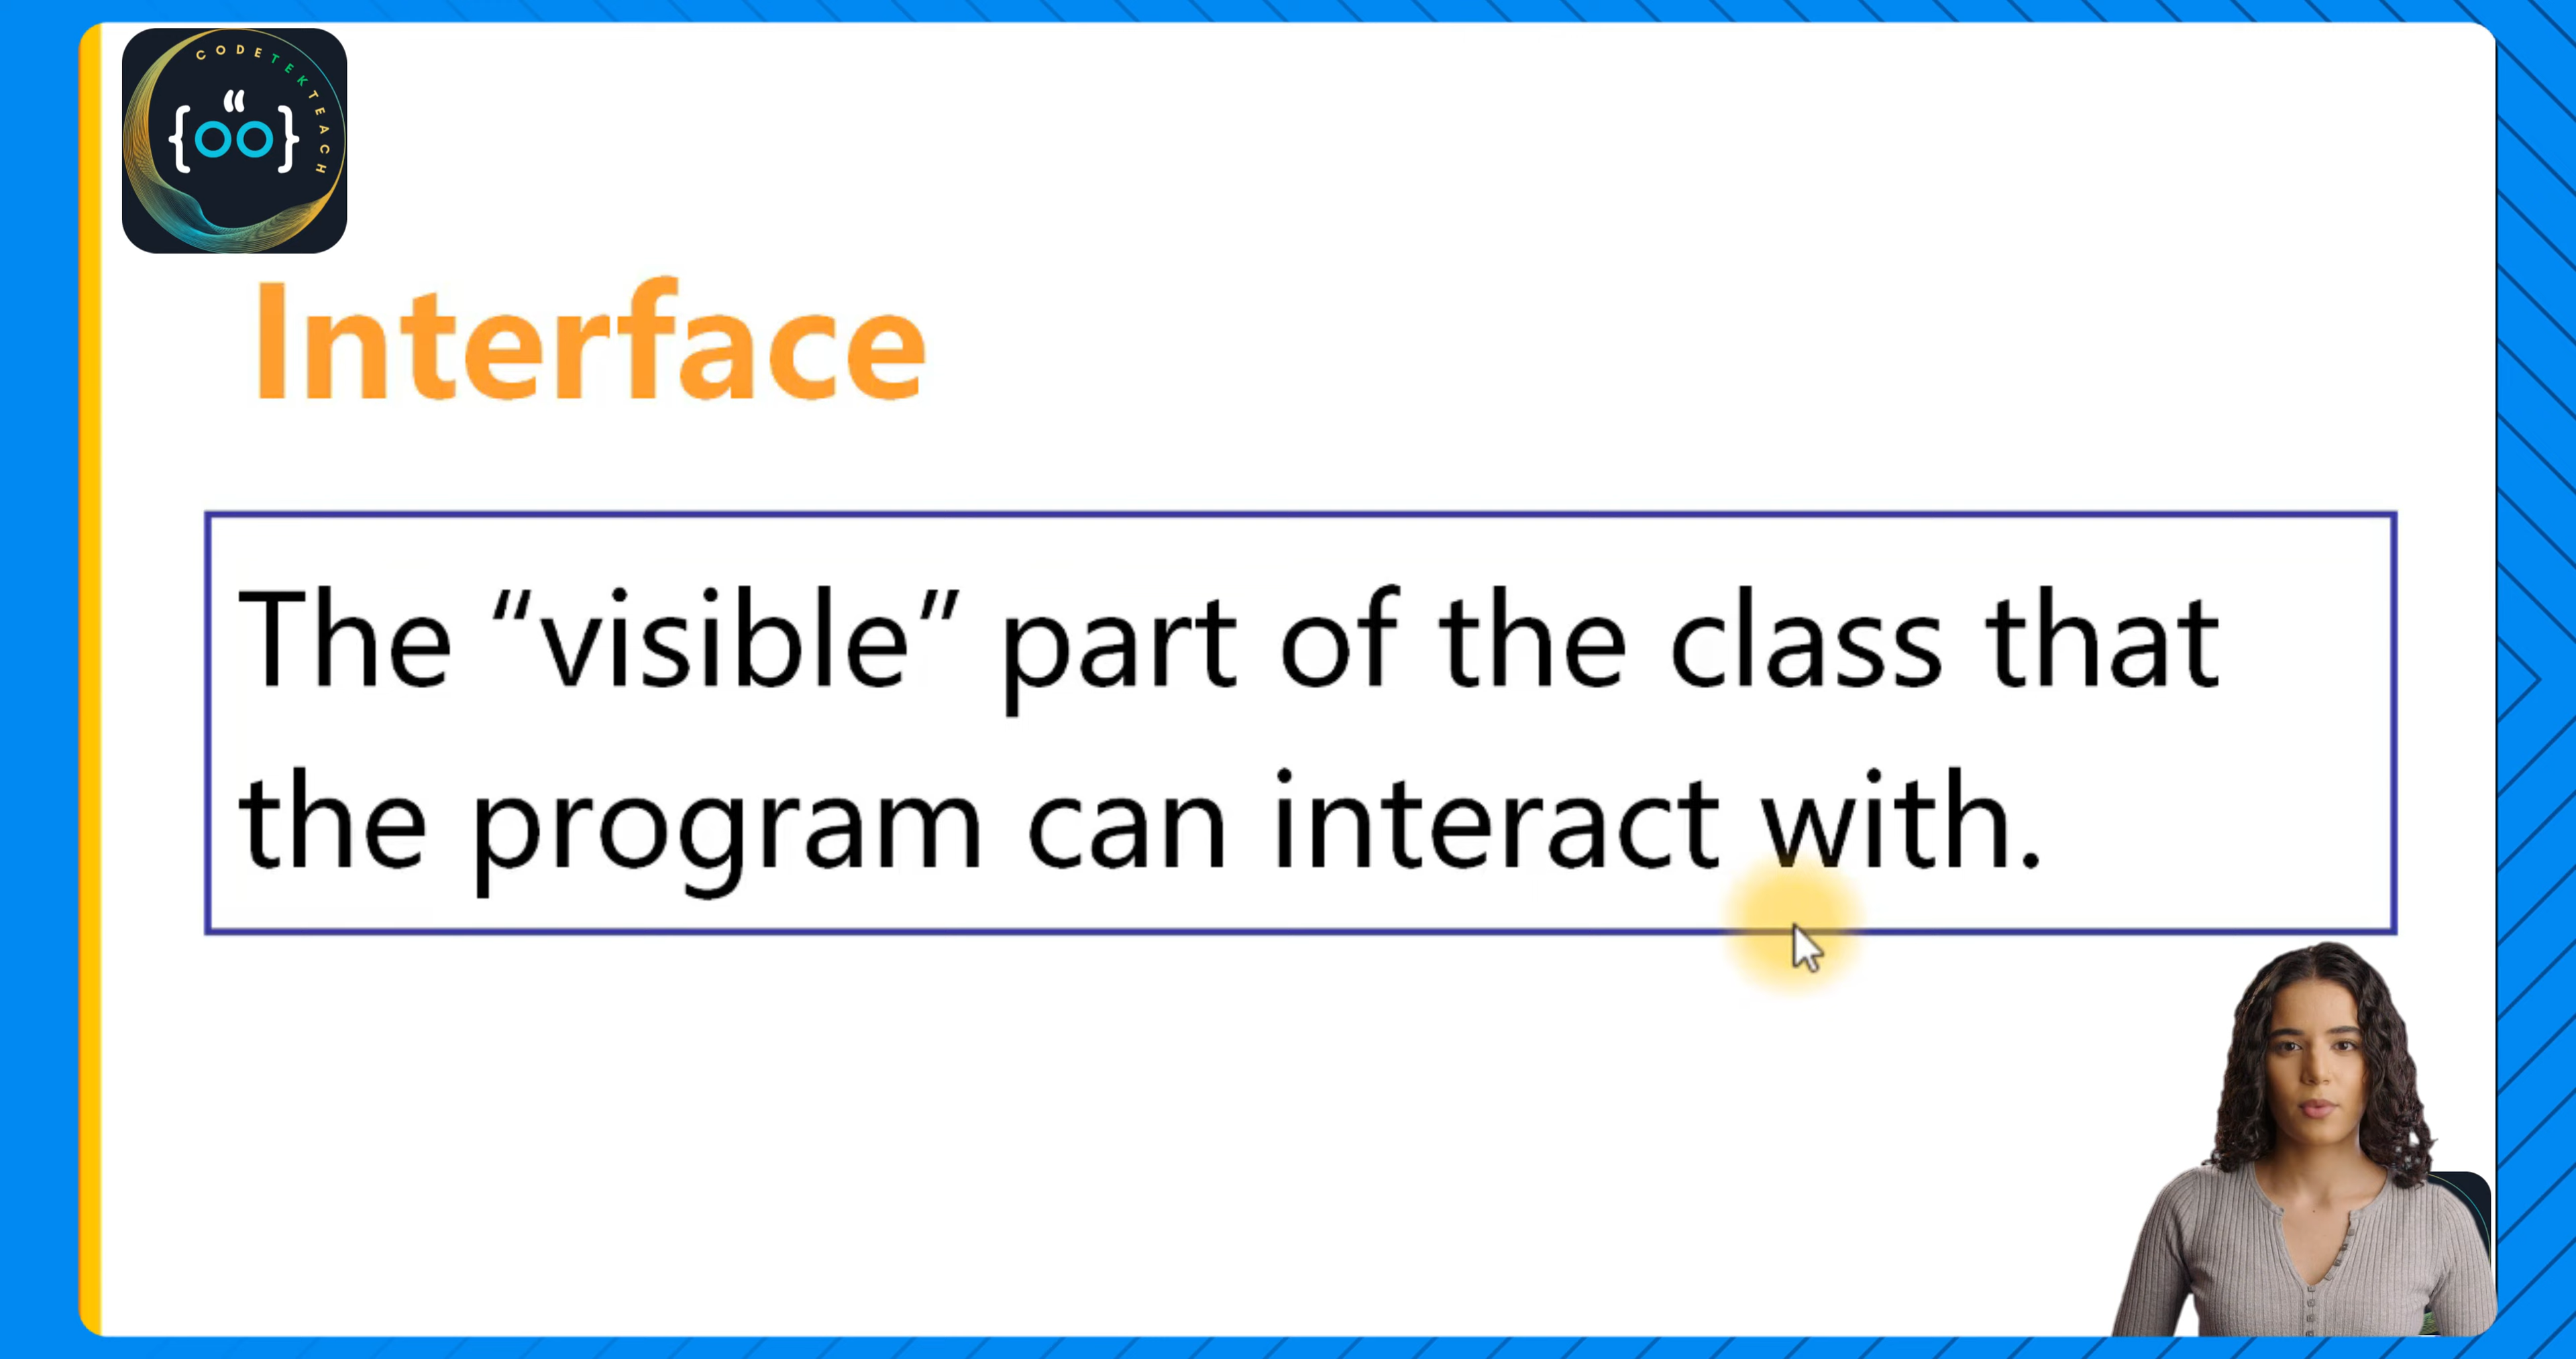 CODETEKTEACH
{oo}
Interface
The “visible” part of the class that
the program can interact with.